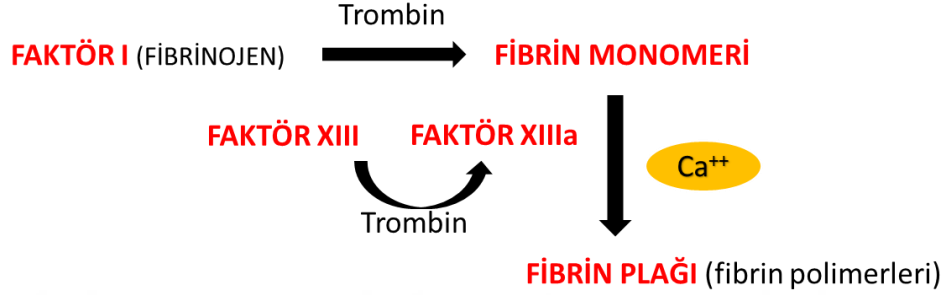 Trombin
FAKTÖR I (FİBRİNOJEN) FİBRİN MONOMERİ
FAKTÖR XIII FAKTÖR XIIIa
Ca⁺⁺
Trombin
FİBRİN PLAĞI (fibrin polimerleri)